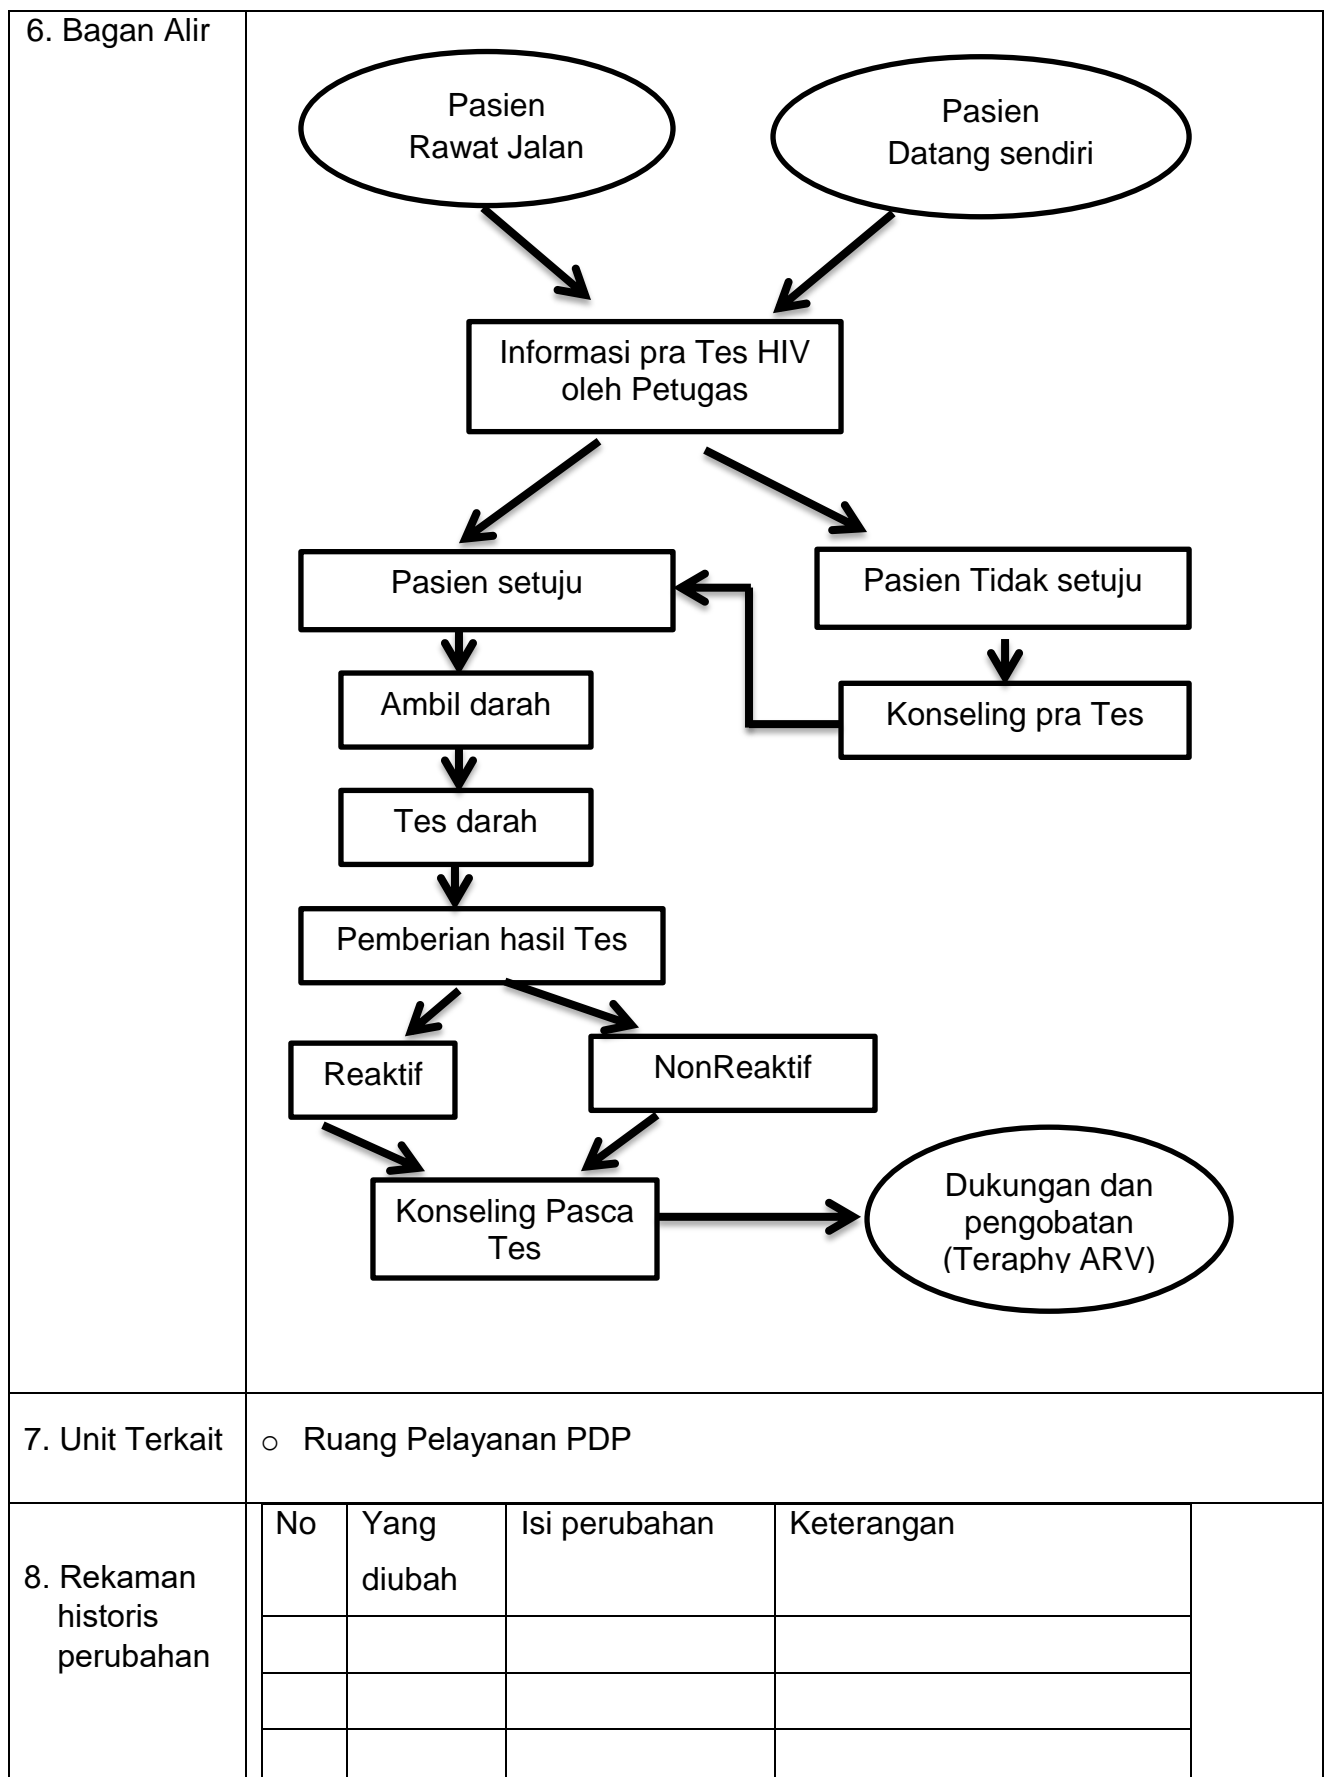 6. Bagan Alir
Pasien
Rawat Jalan
Pasien
Datang sendiri
Informasi pra Tes HIV
oleh Petugas
Pasien setuju
Pasien Tidak setuju
Ambil darah
Konseling pra Tes
Tes darah
Pemberian hasil Tes
Reaktif
NonReaktif
Konseling Pasca
Tes
Dukungan dan
pengobatan
(Teraphy ARV)
7. Unit Terkait
○ Ruang Pelayanan PDP
8. Rekaman
historis
perubahan
No
Yang
diubah
Isi perubahan
Keterangan